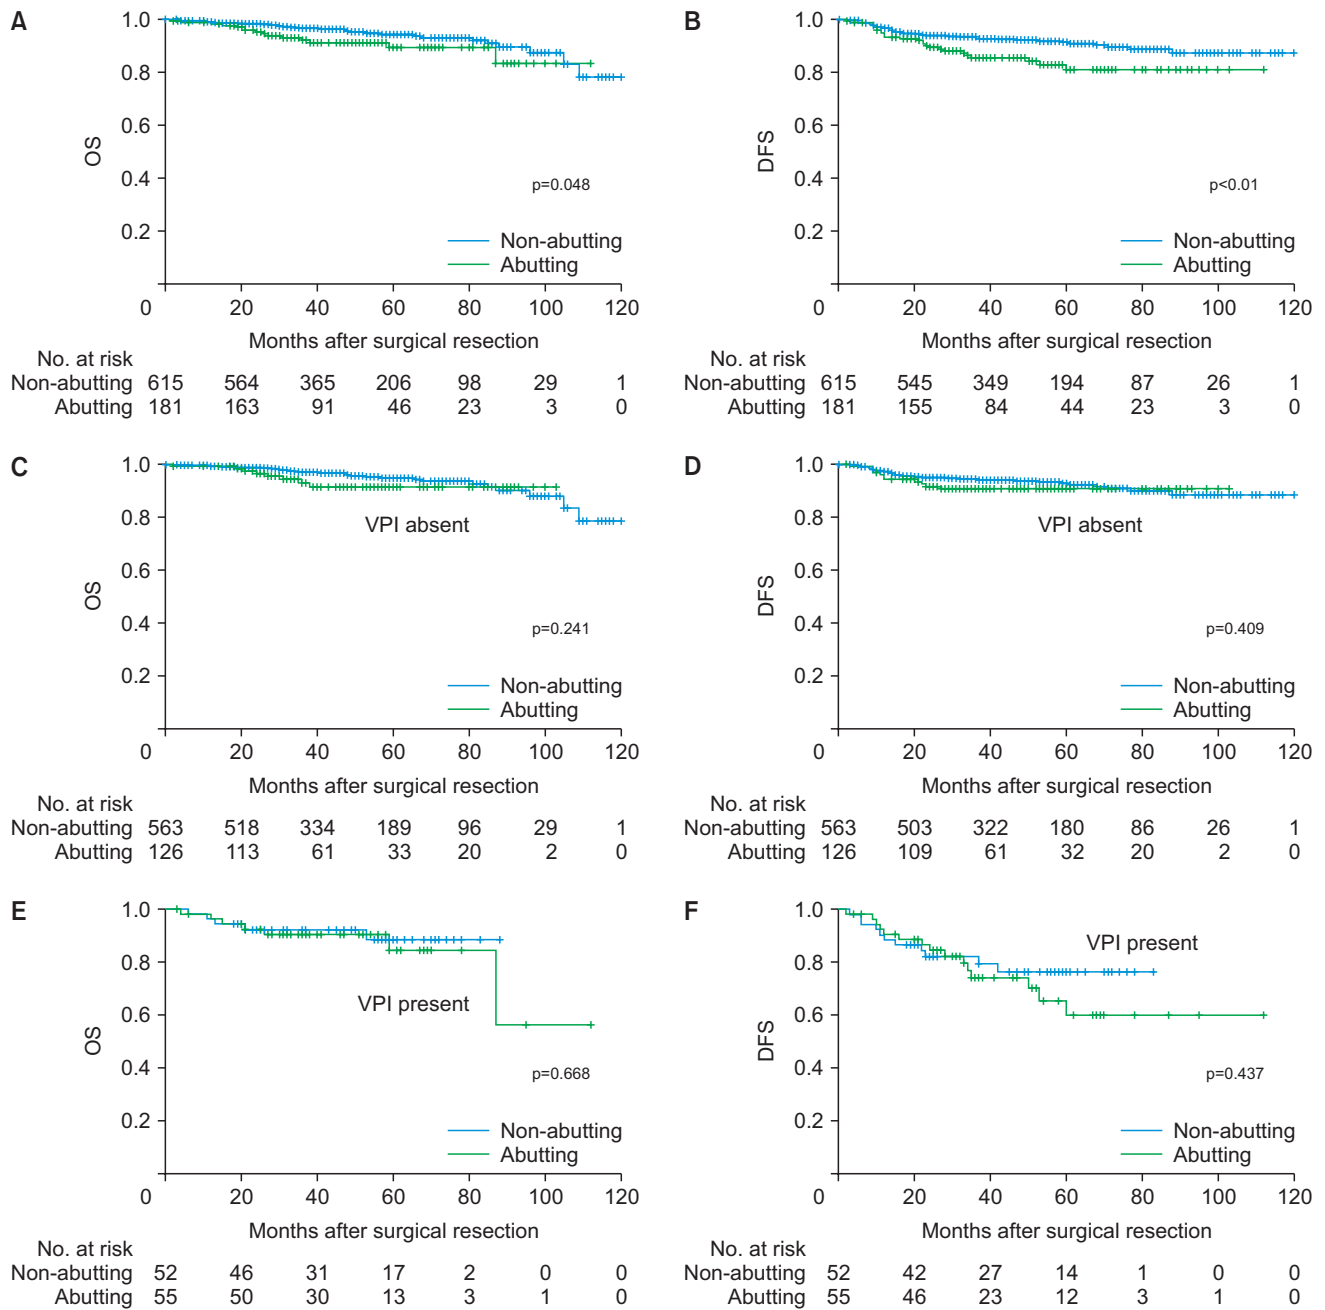 A
1.0
0.8
0.6
0.4
0.2
OS
p=0.048
Non-abutting
Abutting
0 20 40 60 80 100 120
Months after surgical resection
No. at risk
Non-abutting 615 564 365 206 98 29 1
Abutting 181 163 91 46 23 3 0
B
1.0
0.8
0.6
0.4
0.2
DFS
p<0.01
Non-abutting
Abutting
0 20 40 60 80 100 120
Months after surgical resection
No. at risk
Non-abutting 615 545 349 194 87 26 1
Abutting 181 155 84 44 23 3 0
C
1.0
0.8
0.6
0.4
0.2
OS
VPI absent
p=0.241
Non-abutting
Abutting
0 20 40 60 80 100 120
Months after surgical resection
No. at risk
Non-abutting 563 518 334 189 96 29 1
Abutting 126 113 61 33 20 2 0
D
1.0
0.8
0.6
0.4
0.2
DFS
VPI absent
p=0.409
Non-abutting
Abutting
0 20 40 60 80 100 120
Months after surgical resection
No. at risk
Non-abutting 563 503 322 180 86 26 1
Abutting 126 109 61 32 20 2 0
E
1.0
0.8
0.6
0.4
0.2
OS
VPI present
p=0.668
Non-abutting
Abutting
0 20 40 60 80 100 120
Months after surgical resection
No. at risk
Non-abutting 52 46 31 17 2 0 0
Abutting 55 50 30 13 3 1 0
F
1.0
0.8
0.6
0.4
0.2
DFS
VPI present
p=0.437
Non-abutting
Abutting
0 20 40 60 80 100 120
Months after surgical resection
No. at risk
Non-abutting 52 42 27 14 1 0 0
Abutting 55 46 23 12 3 1 0